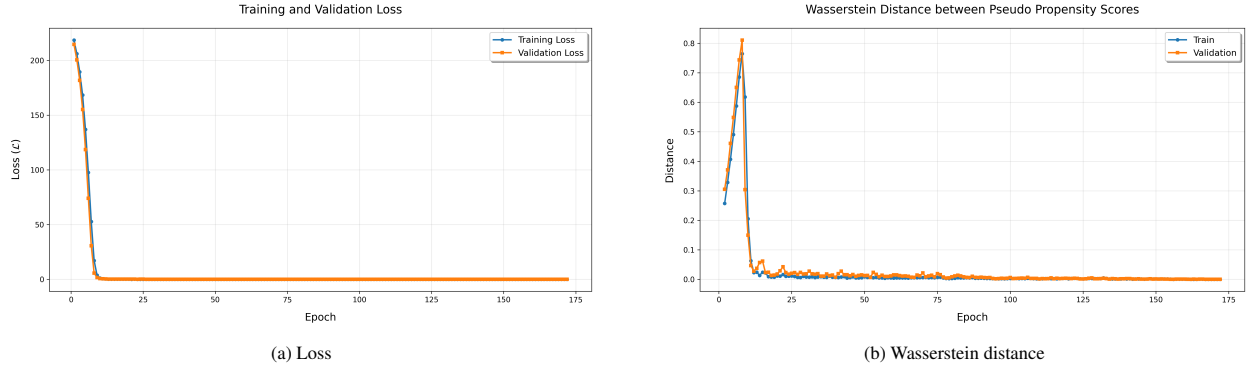 Training and Validation Loss
Training Loss
Validation Loss
200
150
100
50
0
Loss (ℒ)
0 25 50 75 100 125 150 175
Epoch
(a) Loss
Wasserstein Distance between Pseudo Propensity Scores
Train
Validation
0.8
0.7
0.6
0.5
0.4
0.3
0.2
0.1
0.0
Distance
0 25 50 75 100 125 150 175
Epoch
(b) Wasserstein distance